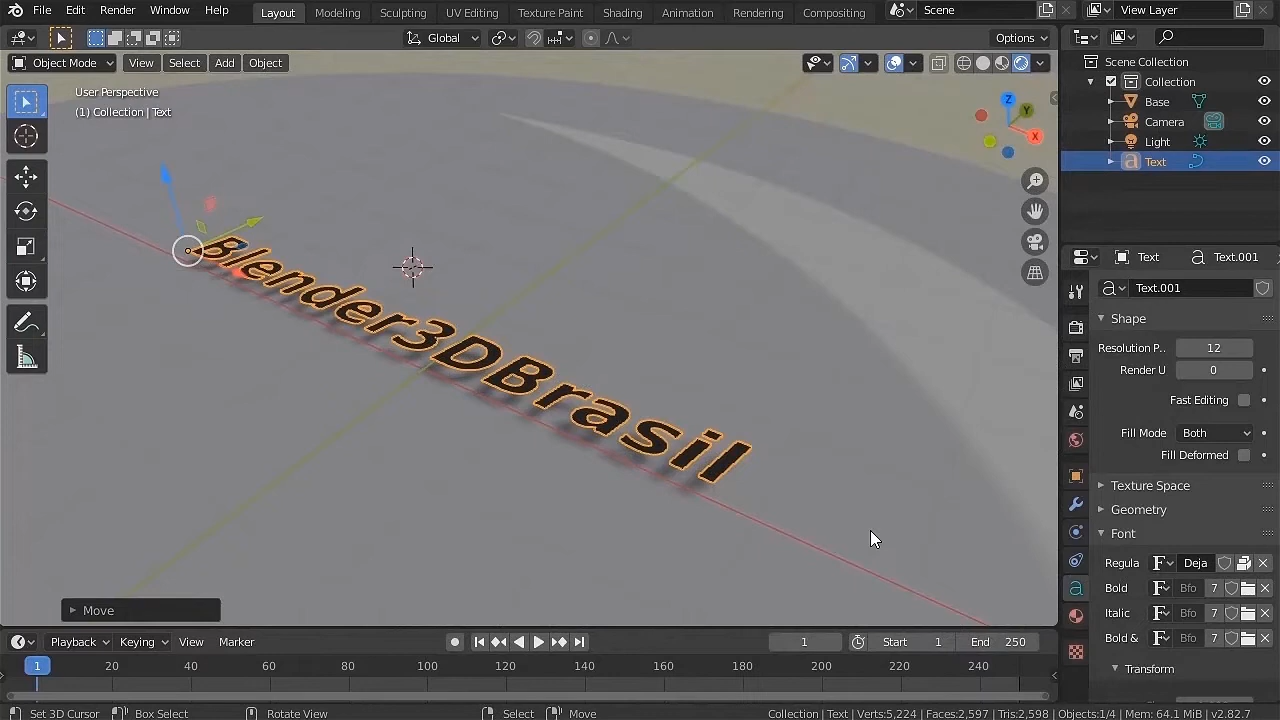 File Edit Render Window Help Layout Modeling Sculpting UV Editing Texture Paint Shading Animation Rendering Compositing Scene View Layer
Global Options
Object Mode View Select Add Object
User Perspective
(1) Collection | Text
Z
Y
X
Blender3DBrasil
Move
Scene Collection
Collection
Base
Camera
Light
Text
Text Text.001
Text.001
Shape
Resolution P.. 12
Render U 0
Fast Editing
Fill Mode Both
Fill Deformed
Texture Space
Geometry
Font
Regula Deja
Bold Bfo 7
Italic Bfo 7
Bold & Bfo 7
Transform
Playback Keying View Marker 1 Start 1 End 250
1 20 40 60 80 100 120 140 160 180 200 220 240
Set 3D Cursor Box Select Rotate View Select Move Collection | Text | Verts:5,224 | Faces:2,597 | Tris:2,598 | Objects:1/4 | Mem: 64.1 MiB | v2.82.7